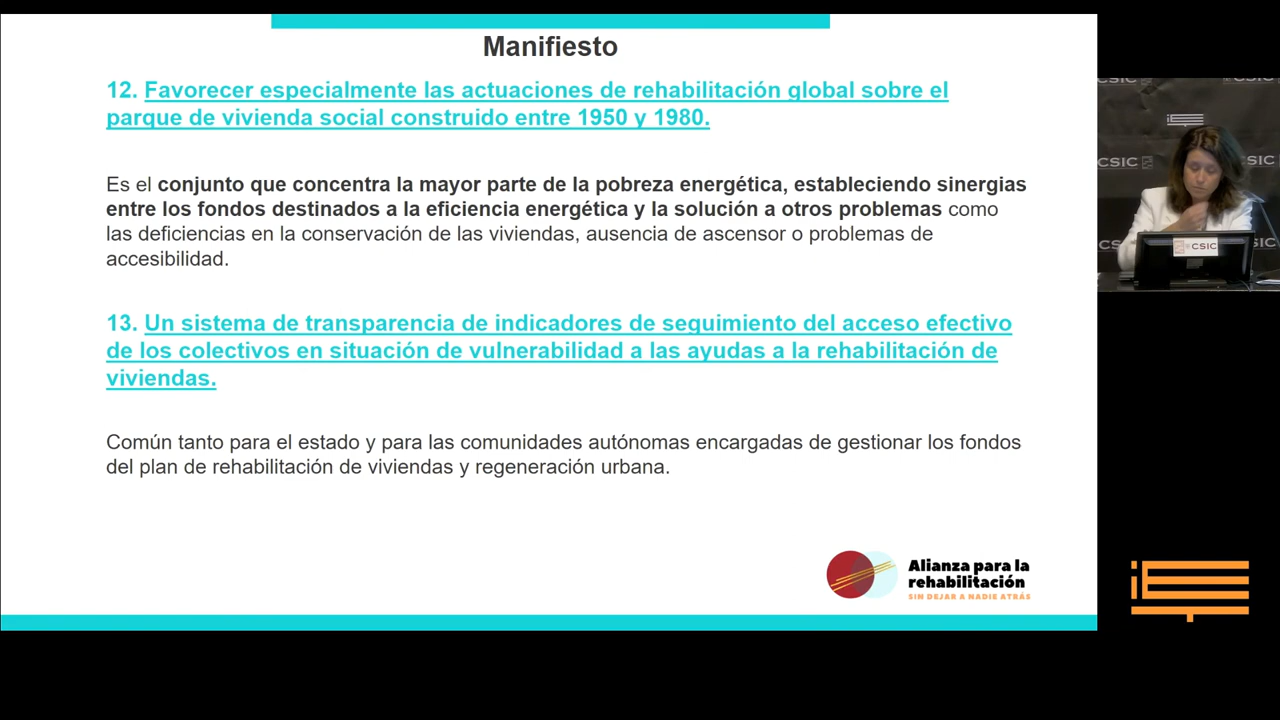 Manifiesto
12. Favorecer especialmente las actuaciones de rehabilitación global sobre el
parque de vivienda social construido entre 1950 y 1980.
Es el conjunto que concentra la mayor parte de la pobreza energética, estableciendo sinergias
entre los fondos destinados a la eficiencia energética y la solución a otros problemas como
las deficiencias en la conservación de las viviendas, ausencia de ascensor o problemas de
accesibilidad.
13. Un sistema de transparencia de indicadores de seguimiento del acceso efectivo
de los colectivos en situación de vulnerabilidad a las ayudas a la rehabilitación de
viviendas.
Común tanto para el estado y para las comunidades autónomas encargadas de gestionar los fondos
del plan de rehabilitación de viviendas y regeneración urbana.
Alianza para la
rehabilitación
SIN DEJAR A NADIE ATRÁS
CSIC
CSIC
CSIC
CSIC
CSIC
CSIC
CSIC